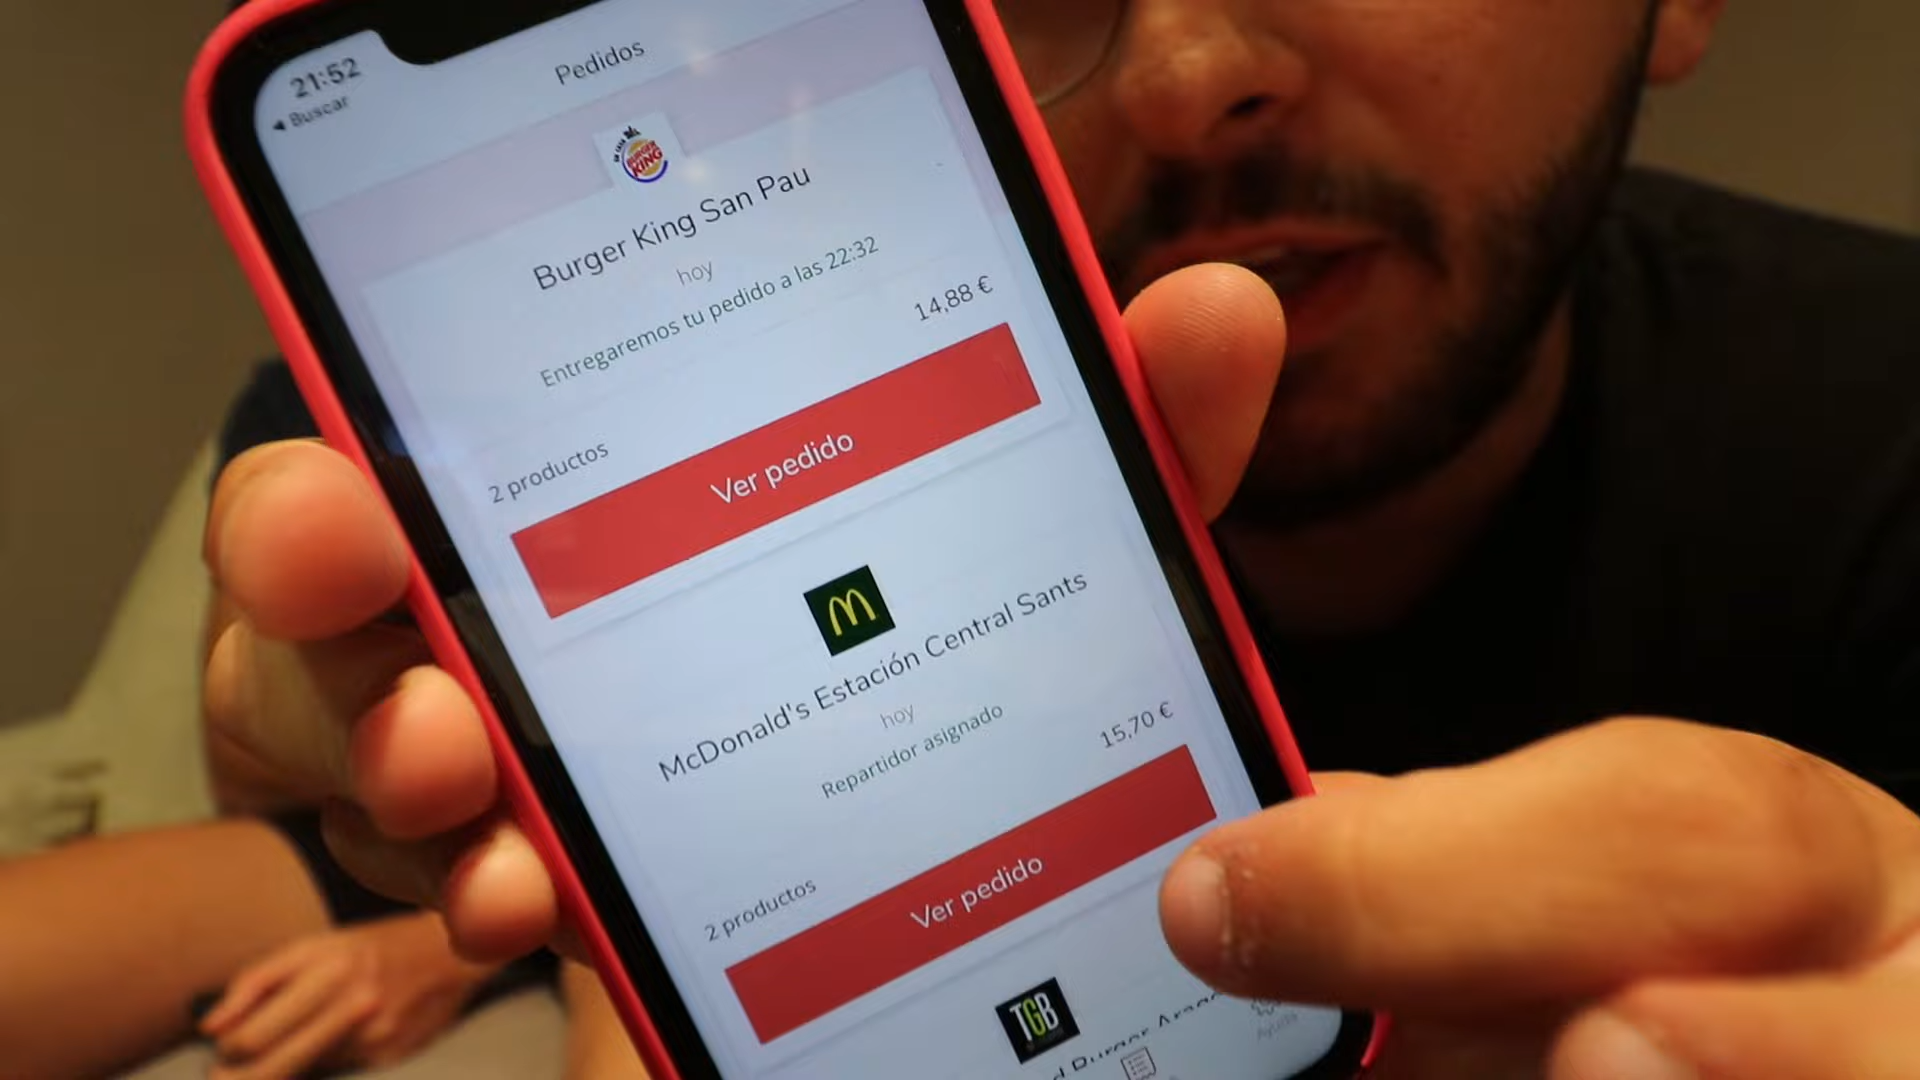 21:52
Pedidos
◀ Buscar
BURGER
KING
Burger King San Pau
hoy
Entregaremos tu pedido a las 22:32
14,88 €
2 productos
Ver pedido
McDonald's Estación Central Sants
hoy
Repartidor asignado
15,70 €
2 productos
Ver pedido
TGB
Burger